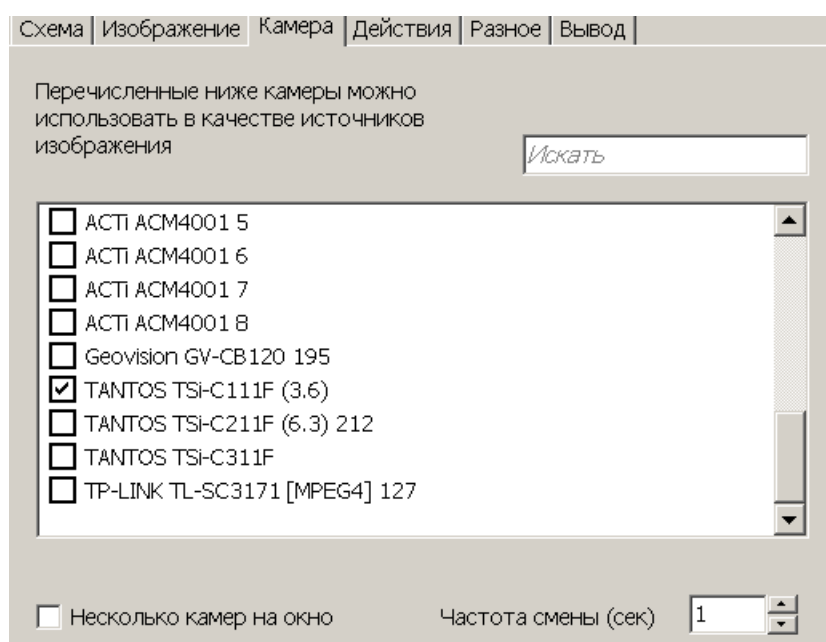 Схема Изображение Камера Действия Разное Вывод
Перечисленные ниже камеры можно
использовать в качестве источников
изображения
Искать
ACTi ACM4001 5
ACTi ACM4001 6
ACTi ACM4001 7
ACTi ACM4001 8
Geovision GV-CB120 195
TANTOS TSi-C111F (3.6)
TANTOS TSi-C211F (6.3) 212
TANTOS TSi-C311F
TP-LINK TL-SC3171 [MPEG4] 127
Несколько камер на окно Частота смены (сек) 1